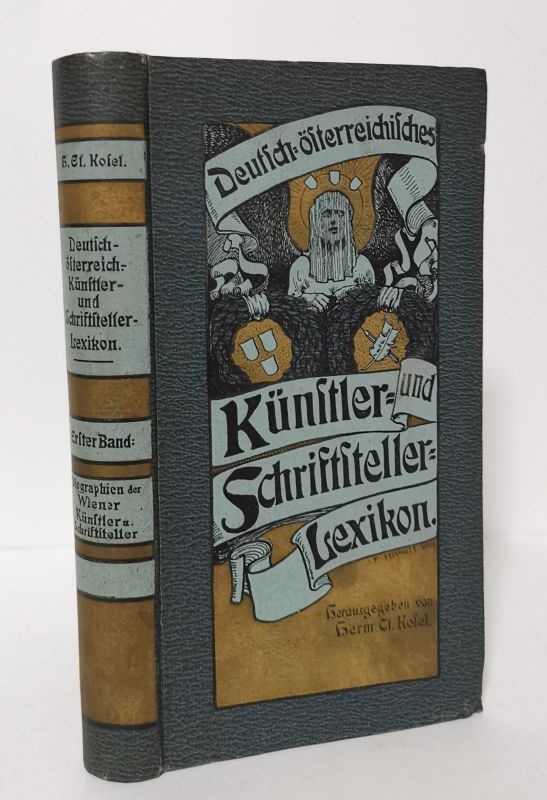 H. Cl. Kosel.
Deutsch-
österreich.
Künstler-
und
Schriftsteller-
Lexikon.
Erster Band:
Biographien der
Wiener
Künstler u.
Schriftsteller
Deutsch-österreichisches
Künstler- und
Schriftsteller-
Lexikon.
Herausgegeben von
Herm. Cl. Kosel.